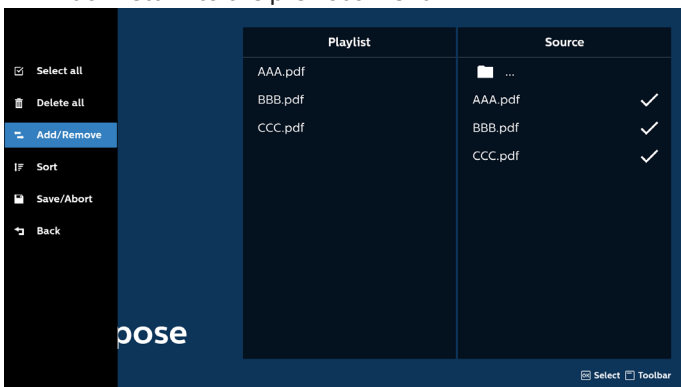 Select all
Delete all
Add/Remove
Sort
Save/Abort
Back
Playlist
AAA.pdf
BBB.pdf
CCC.pdf
Source
...
AAA.pdf
BBB.pdf
CCC.pdf
pose
OK Select Toolbar